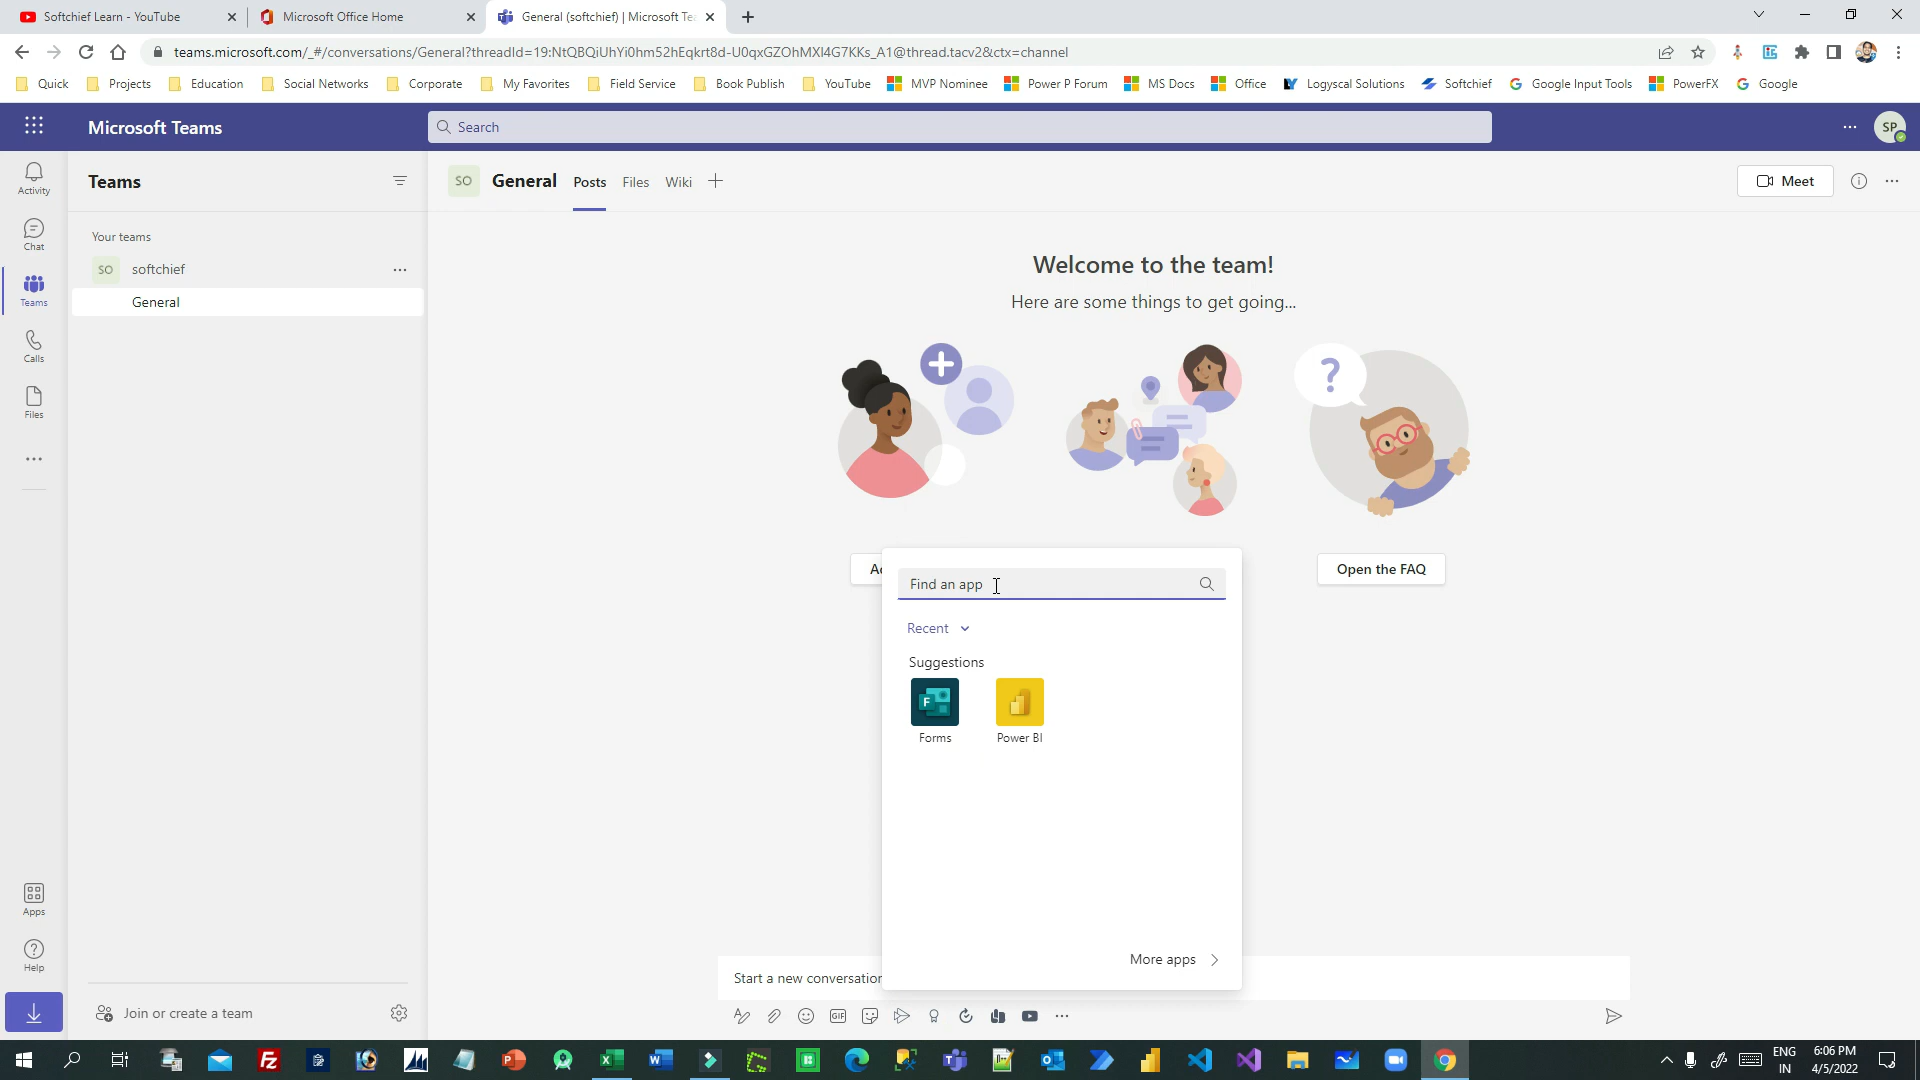 Softchief Learn - YouTube
Microsoft Office Home
General (softchief) | Microsoft Te
teams.microsoft.com/_#/conversations/General?threadId=19:NtQBQiUhYi0hm52hEqkrt8d-U0qxGZOhMXl4G7KKs_A1@thread.tacv2&ctx=channel
Quick Projects Education Social Networks Corporate My Favorites Field Service Book Publish YouTube MVP Nominee Power P Forum MS Docs Office Logyscal Solutions Softchief Google Input Tools PowerFX Google
Microsoft Teams
Search
SP
Activity
Chat
Teams
Calls
Files
Apps
Help
Teams
Your teams
SO softchief
General
Join or create a team
SO General Posts Files Wiki
Meet
Welcome to the team!
Here are some things to get going...
?
Open the FAQ
Find an app
Recent
Suggestions
F
Forms Power BI
More apps
Start a new conversation
GIF
ENG
IN
6:06 PM
4/5/2022